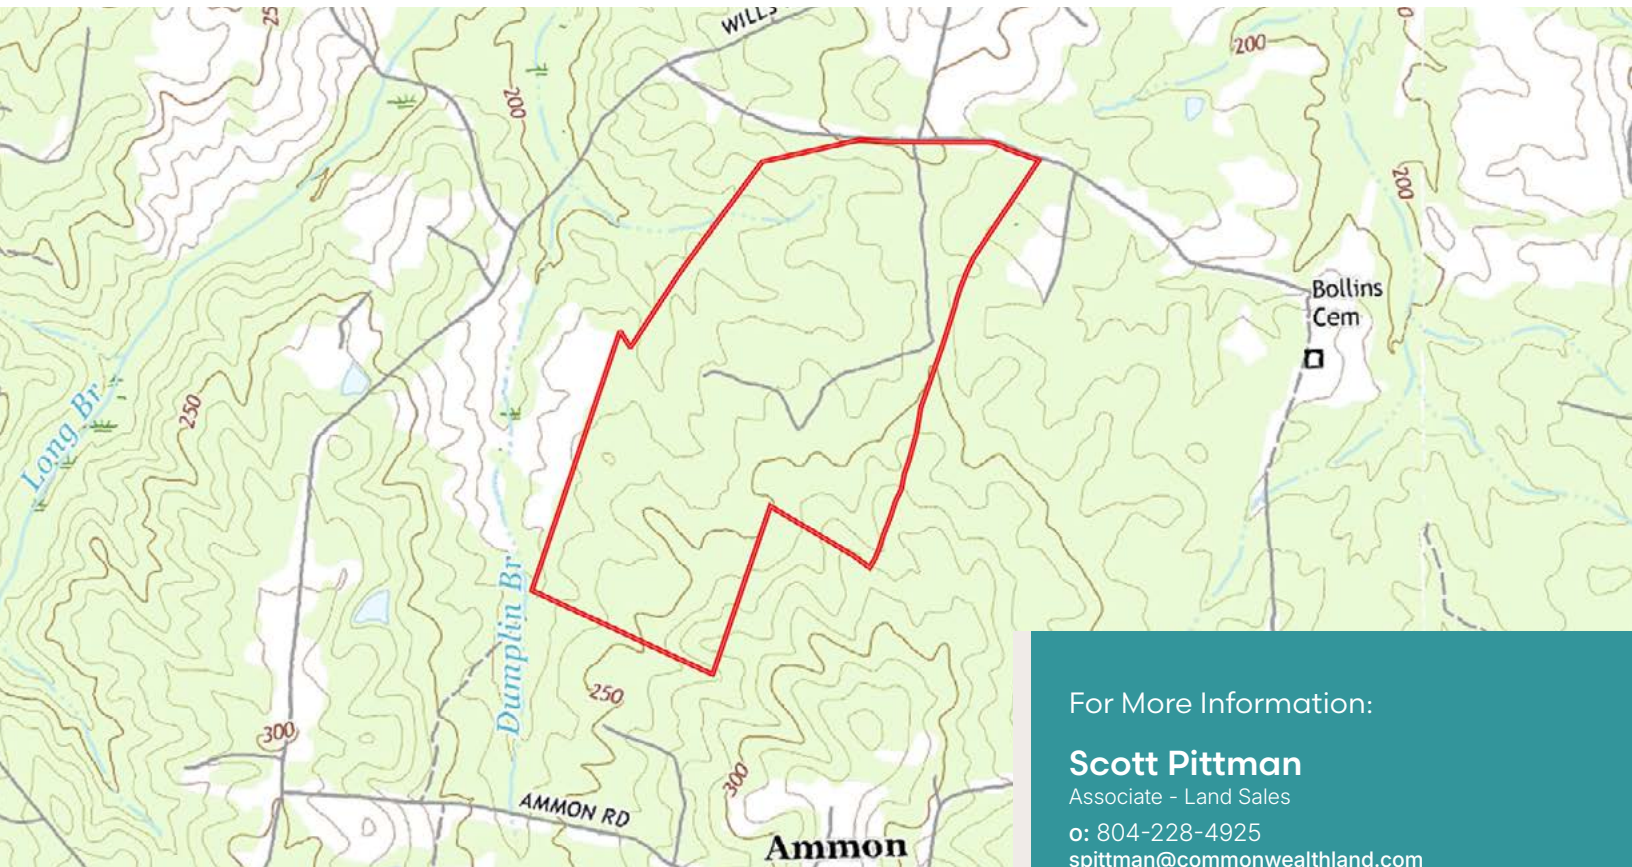 WILLS
250
200
200
200
Bollins
Cem
Long Br
250
Dumplin Br
250
300
300
AMMON RD
Ammon
For More Information:
Scott Pittman
Associate - Land Sales
o: 804-228-4925
spittman@commonwealthland.com